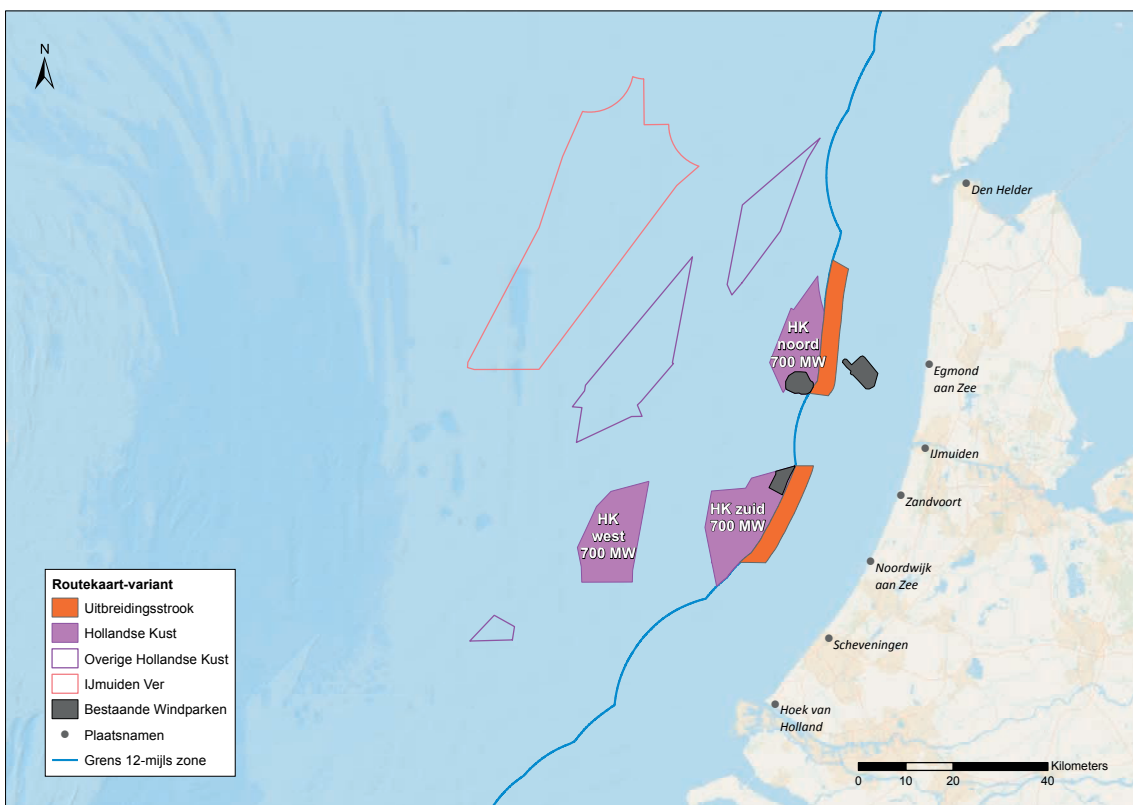 N
Den Helder
HK
noord
700 MW
Egmond
aan Zee
IJmuiden
Zandvoort
HK zuid
700 MW
HK
west
700 MW
Noordwijk
aan Zee
Scheveningen
Hoek van
Holland
Routekaart-variant
Uitbreidingsstrook
Hollandse Kust
Overige Hollandse Kust
IJmuiden Ver
Bestaande Windparken
Plaatsnamen
Grens 12-mijls zone
Kilometers
0 10 20 40